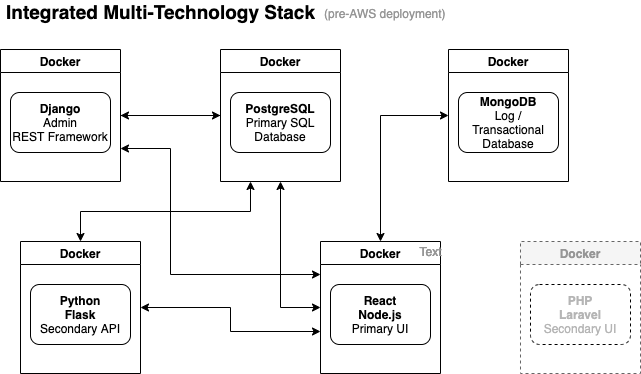 Integrated Multi-Technology Stack (pre-AWS deployment)
Docker
Django
Admin
REST Framework
Docker
PostgreSQL
Primary SQL
Database
Docker
MongoDB
Log /
Transactional
Database
Docker
Python
Flask
Secondary API
Docker
Text
React
Node.js
Primary UI
Docker
PHP
Laravel
Secondary UI